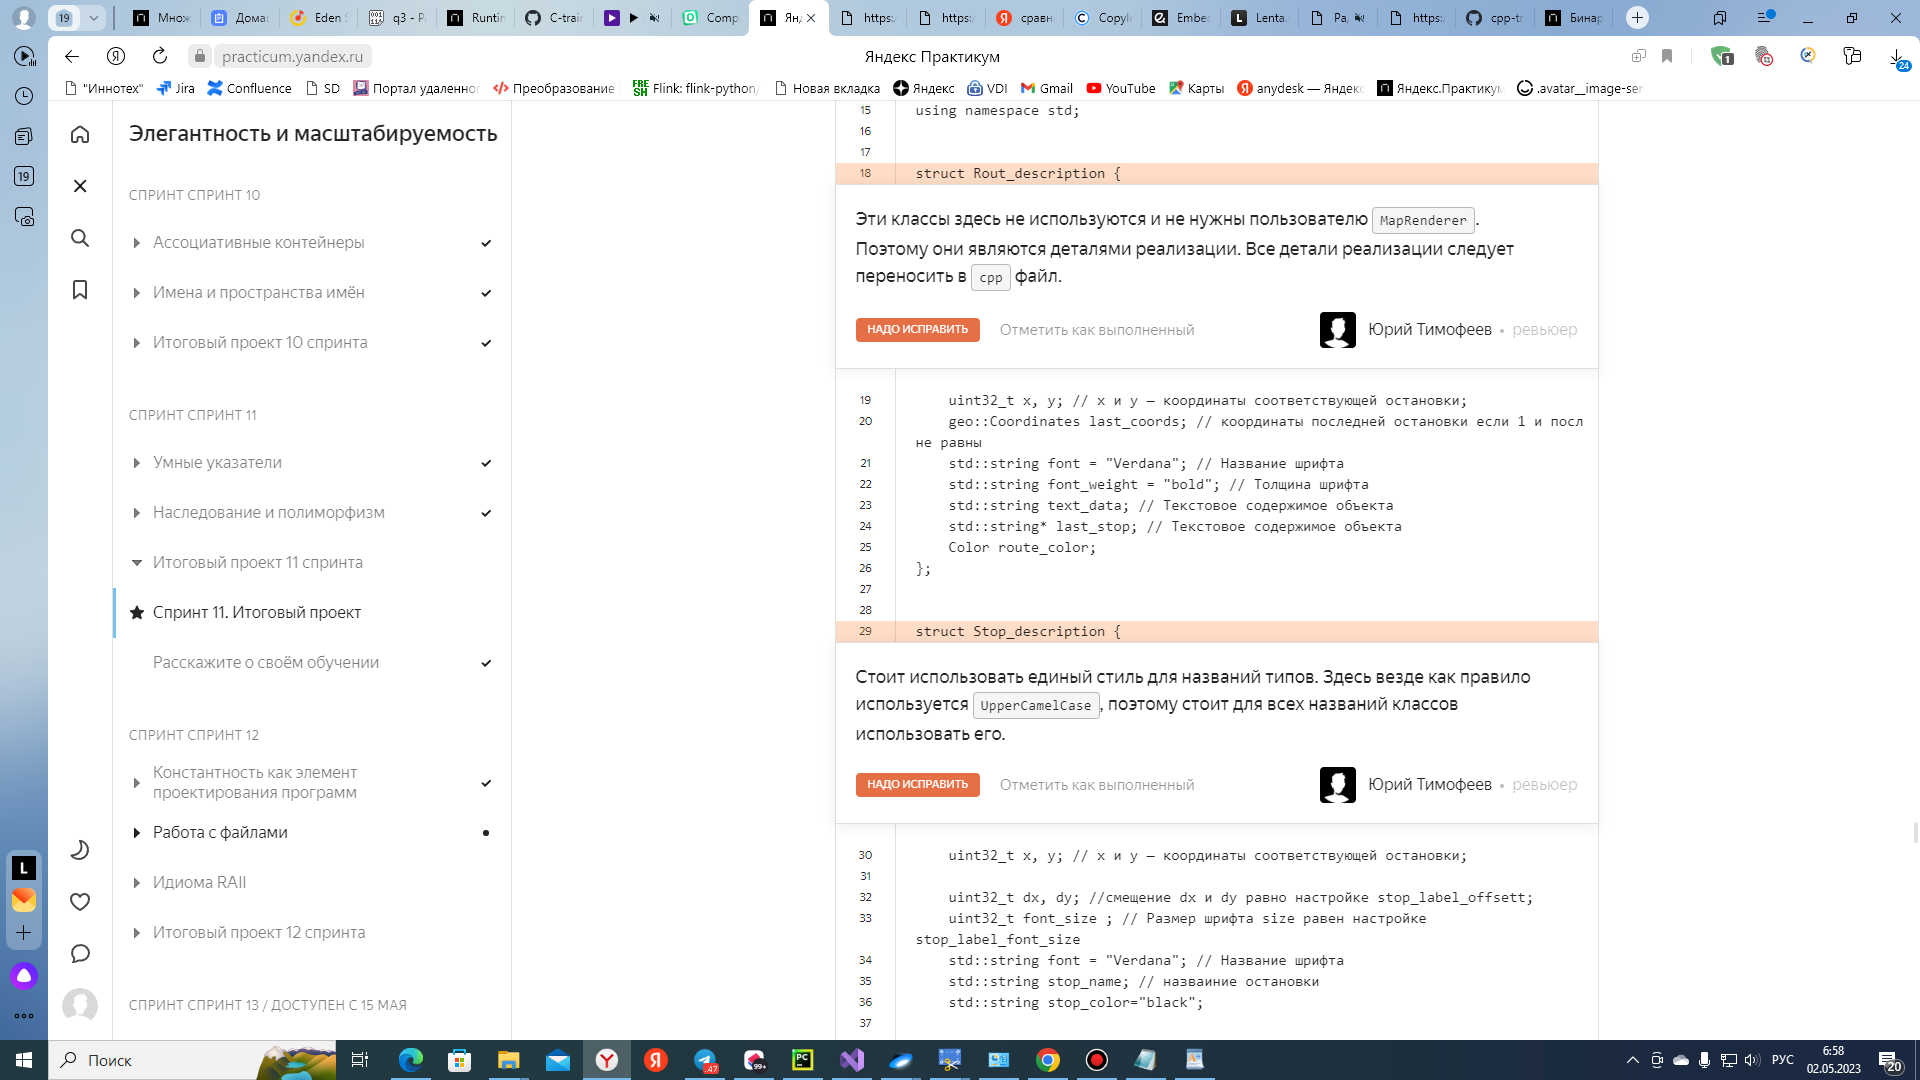 19
Множ
Домаш
Eden S
q3 - Р
Runtin
C-train
Comp
Янд
https:/
https:/
сравн
Copyle
Embec
Lenta.
Ра
https:/
cpp-tr
Бинар
practicum.yandex.ru
Яндекс Практикум
1
24
"Иннотех"
Jira
Confluence
SD
Портал удаленног
Преобразование
Flink: flink-python/
Новая вкладка
Яндекс
VDI
Gmail
YouTube
Карты
anydesk — Яндекс
Яндекс.Практикум
.avatar__image-ser
19
Элегантность и масштабируемость
СПРИНТ СПРИНТ 10
Ассоциативные контейнеры
Имена и пространства имён
Итоговый проект 10 спринта
СПРИНТ СПРИНТ 11
Умные указатели
Наследование и полиморфизм
Итоговый проект 11 спринта
Спринт 11. Итоговый проект
Расскажите о своём обучении
СПРИНТ СПРИНТ 12
Константность как элемент
проектирования программ
Работа с файлами
Идиома RAII
Итоговый проект 12 спринта
СПРИНТ СПРИНТ 13 / ДОСТУПЕН С 15 МАЯ
15 using namespace std;
16
17
18 struct Rout_description {
Эти классы здесь не используются и не нужны пользователю MapRenderer.
Поэтому они являются деталями реализации. Все детали реализации следует
переносить в cpp файл.
НАДО ИСПРАВИТЬ Отметить как выполненный Юрий Тимофеев • ревьюер
19 uint32_t x, y; // x и y — координаты соответствующей остановки;
20 geo::Coordinates last_coords; // координаты последней остановки если 1 и посл
не равны
21 std::string font = "Verdana"; // Название шрифта
22 std::string font_weight = "bold"; // Толщина шрифта
23 std::string text_data; // Текстовое содержимое объекта
24 std::string* last_stop; // Текстовое содержимое объекта
25 Color route_color;
26 };
27
28
29 struct Stop_description {
Стоит использовать единый стиль для названий типов. Здесь везде как правило
используется UpperCamelCase, поэтому стоит для всех названий классов
использовать его.
НАДО ИСПРАВИТЬ Отметить как выполненный Юрий Тимофеев • ревьюер
30 uint32_t x, y; // x и y — координаты соответствующей остановки;
31
32 uint32_t dx, dy; //смещение dx и dy равно настройке stop_label_offsett;
33 uint32_t font_size ; // Размер шрифта size равен настройке
stop_label_font_size
34 std::string font = "Verdana"; // Название шрифта
35 std::string stop_name; // назваиние остановки
36 std::string stop_color="black";
37
L
Поиск
47
99+
PC
РУС
6:58
02.05.2023
20